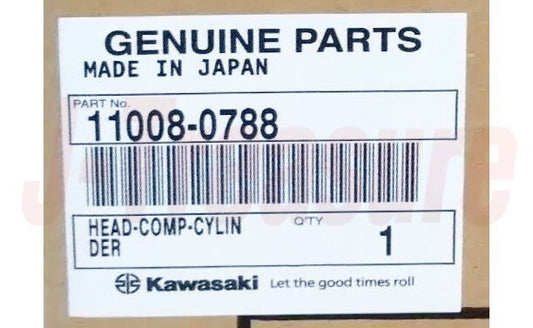 GENUINE PARTS
MADE IN JAPAN
PART No.
11008-0788
J-Treasure
HEAD-COMP-CYLIN
DER
Q'TY
1
Kawasaki Let the good times roll